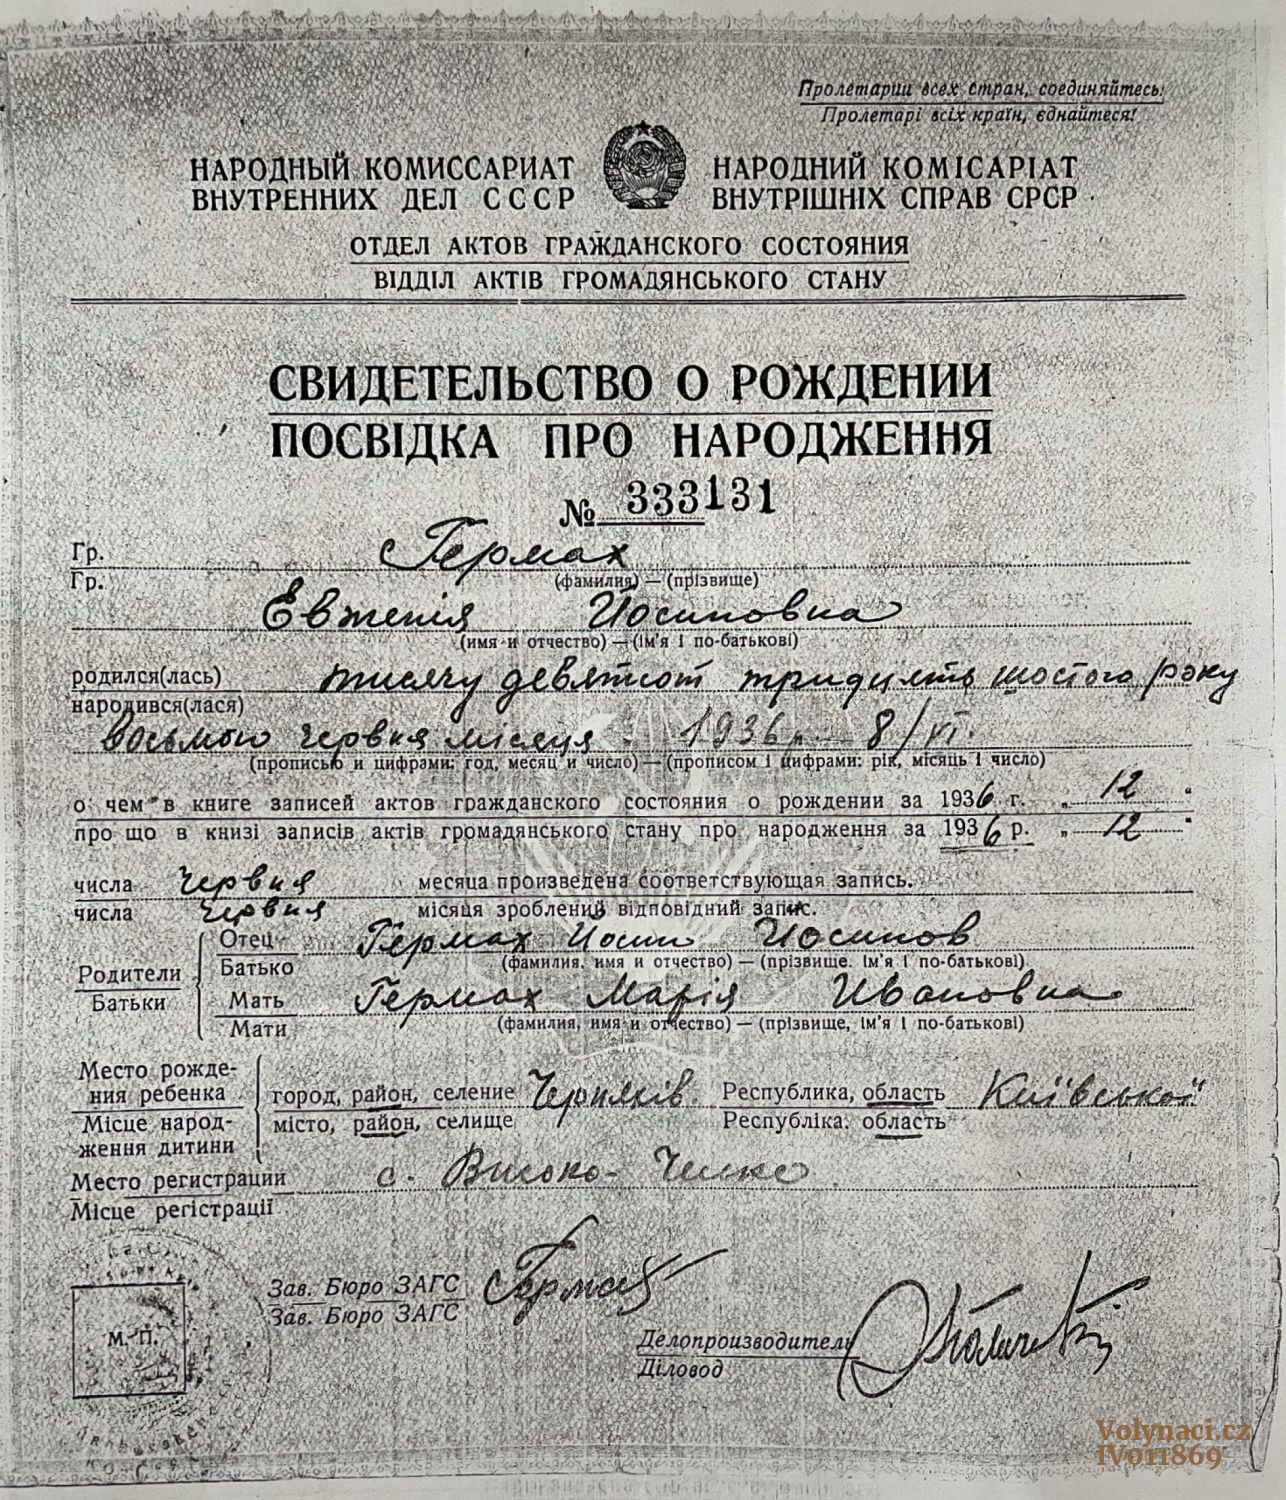 Пролетарии всех стран, соединяйтесь!
Пролетарі всіх країн, єднайтеся!
НАРОДНЫЙ КОМИССАРИАТ
ВНУТРЕННИХ ДЕЛ СССР
НАРОДНИЙ КОМІСАРІАТ
ВНУТРІШНІХ СПРАВ СРСР
ОТДЕЛ АКТОВ ГРАЖДАНСКОГО СОСТОЯНИЯ
ВІДДІЛ АКТІВ ГРОМАДЯНСЬКОГО СТАНУ
СВИДЕТЕЛЬСТВО О РОЖДЕНИИ
ПОСВІДКА ПРО НАРОДЖЕННЯ
№ 333131
Гр. Гермах
Гр. (фамилия) — (прізвище)
Евженія Йосиповна
(имя и отчество) — (ім'я і по-батькові)
родился(лась) тисячу девятсот тридцять шостого року
народився(лася)
восьмого червня місяця 1936 р. 8/VI.
(прописью и цифрами: год, месяц и число) — (прописом і цифрами: рік, місяць і число)
о чем в книге записей актов гражданского состояния о рождении за 1936 г. „ 12 "
про що в книзі записів актів громадянського стану про народження за 1936 р. „ 12 "
числа червня месяца произведена соответствующая запись.
числа червня місяця зроблений відповідний запис.
Родители
Батьки
Отец Гермах Йосип Йосипов
Батько (фамилия, имя и отчество) — (прізвище, ім'я і по-батькові)
Мать Гермах Марія Ивановна
Мати (фамилия, имя и отчество) — (прізвище, ім'я і по-батькові)
Место рожде-
ния ребенка
Місце народ-
ження дитини
город, район, селение Черняхів. Республика, область Київської
місто, район, селище Республіка, область
Место регистрации с. Високо-
Місце регістрації
Зав. Бюро ЗАГС Гермах
Зав. Бюро ЗАГС
М. П.
Делопроизводитель
Діловод
Volynaci.cz
IV011869